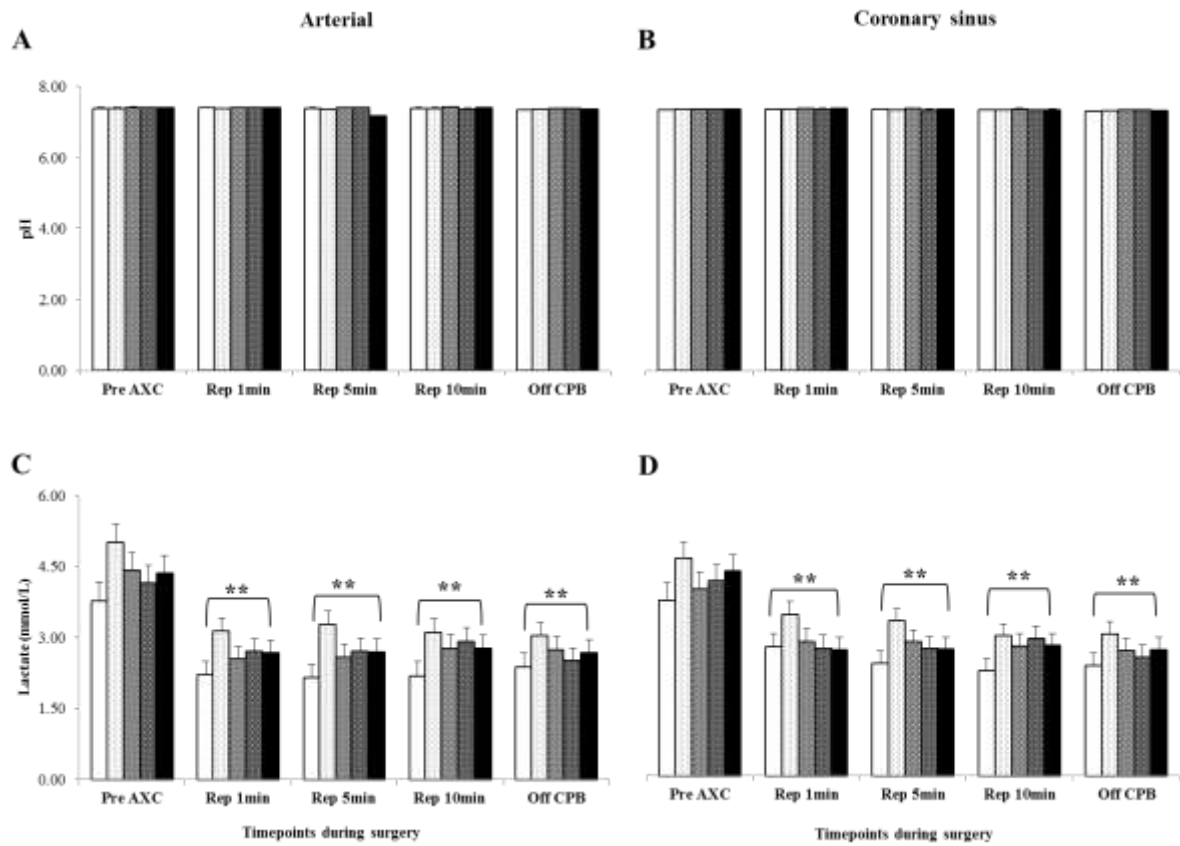 Arterial
Coronary sinus
A
B
8.00
6.00
4.00
2.00
0.00
pH
Pre AXC Rep 1min Rep 5min Rep 10min Off CPB
Pre AXC Rep 1min Rep 5min Rep 10min Off CPB
C
D
6.00
4.50
3.00
1.50
0.00
Lactate (mmol/L)
** ** ** **
** ** ** **
Pre AXC Rep 1min Rep 5min Rep 10min Off CPB
Pre AXC Rep 1min Rep 5min Rep 10min Off CPB
Timepoints during surgery
Timepoints during surgery